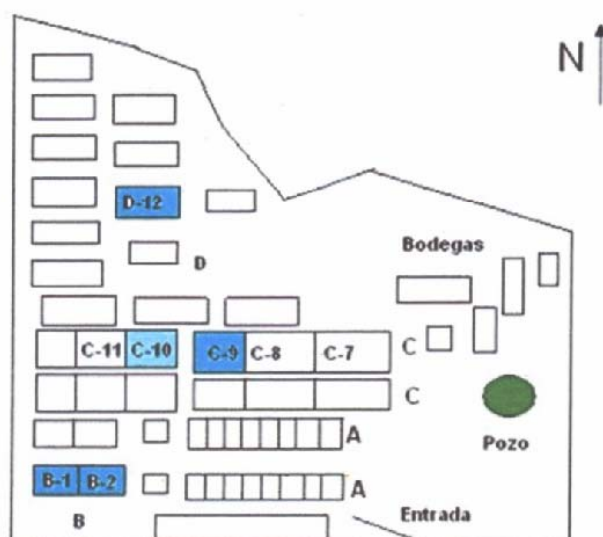 N
D-12
Bodegas
D
C-11 C-10 C-9 C-8 C-7 C
C
Pozo
A
B-1 B-2 A
B Entrada